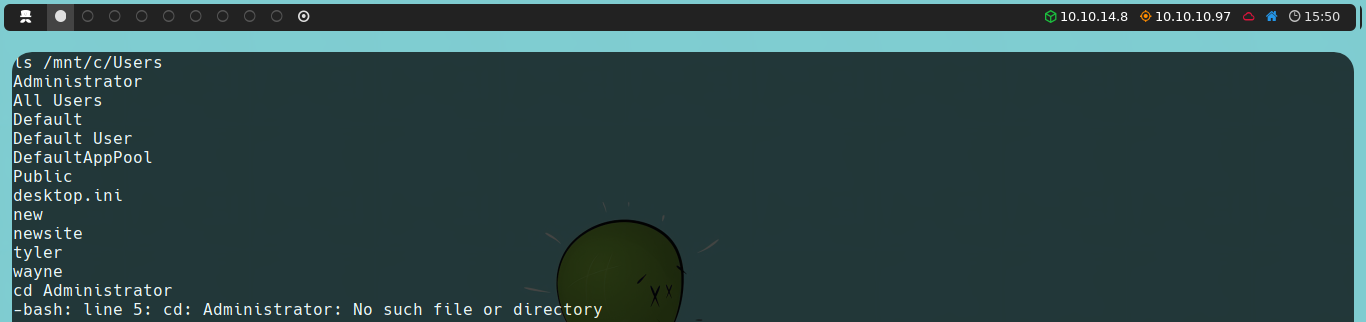 10.10.14.8 10.10.10.97 15:50
ls /mnt/c/Users
Administrator
All Users
Default
Default User
DefaultAppPool
Public
desktop.ini
new
newsite
tyler
wayne
cd Administrator
-bash: line 5: cd: Administrator: No such file or directory